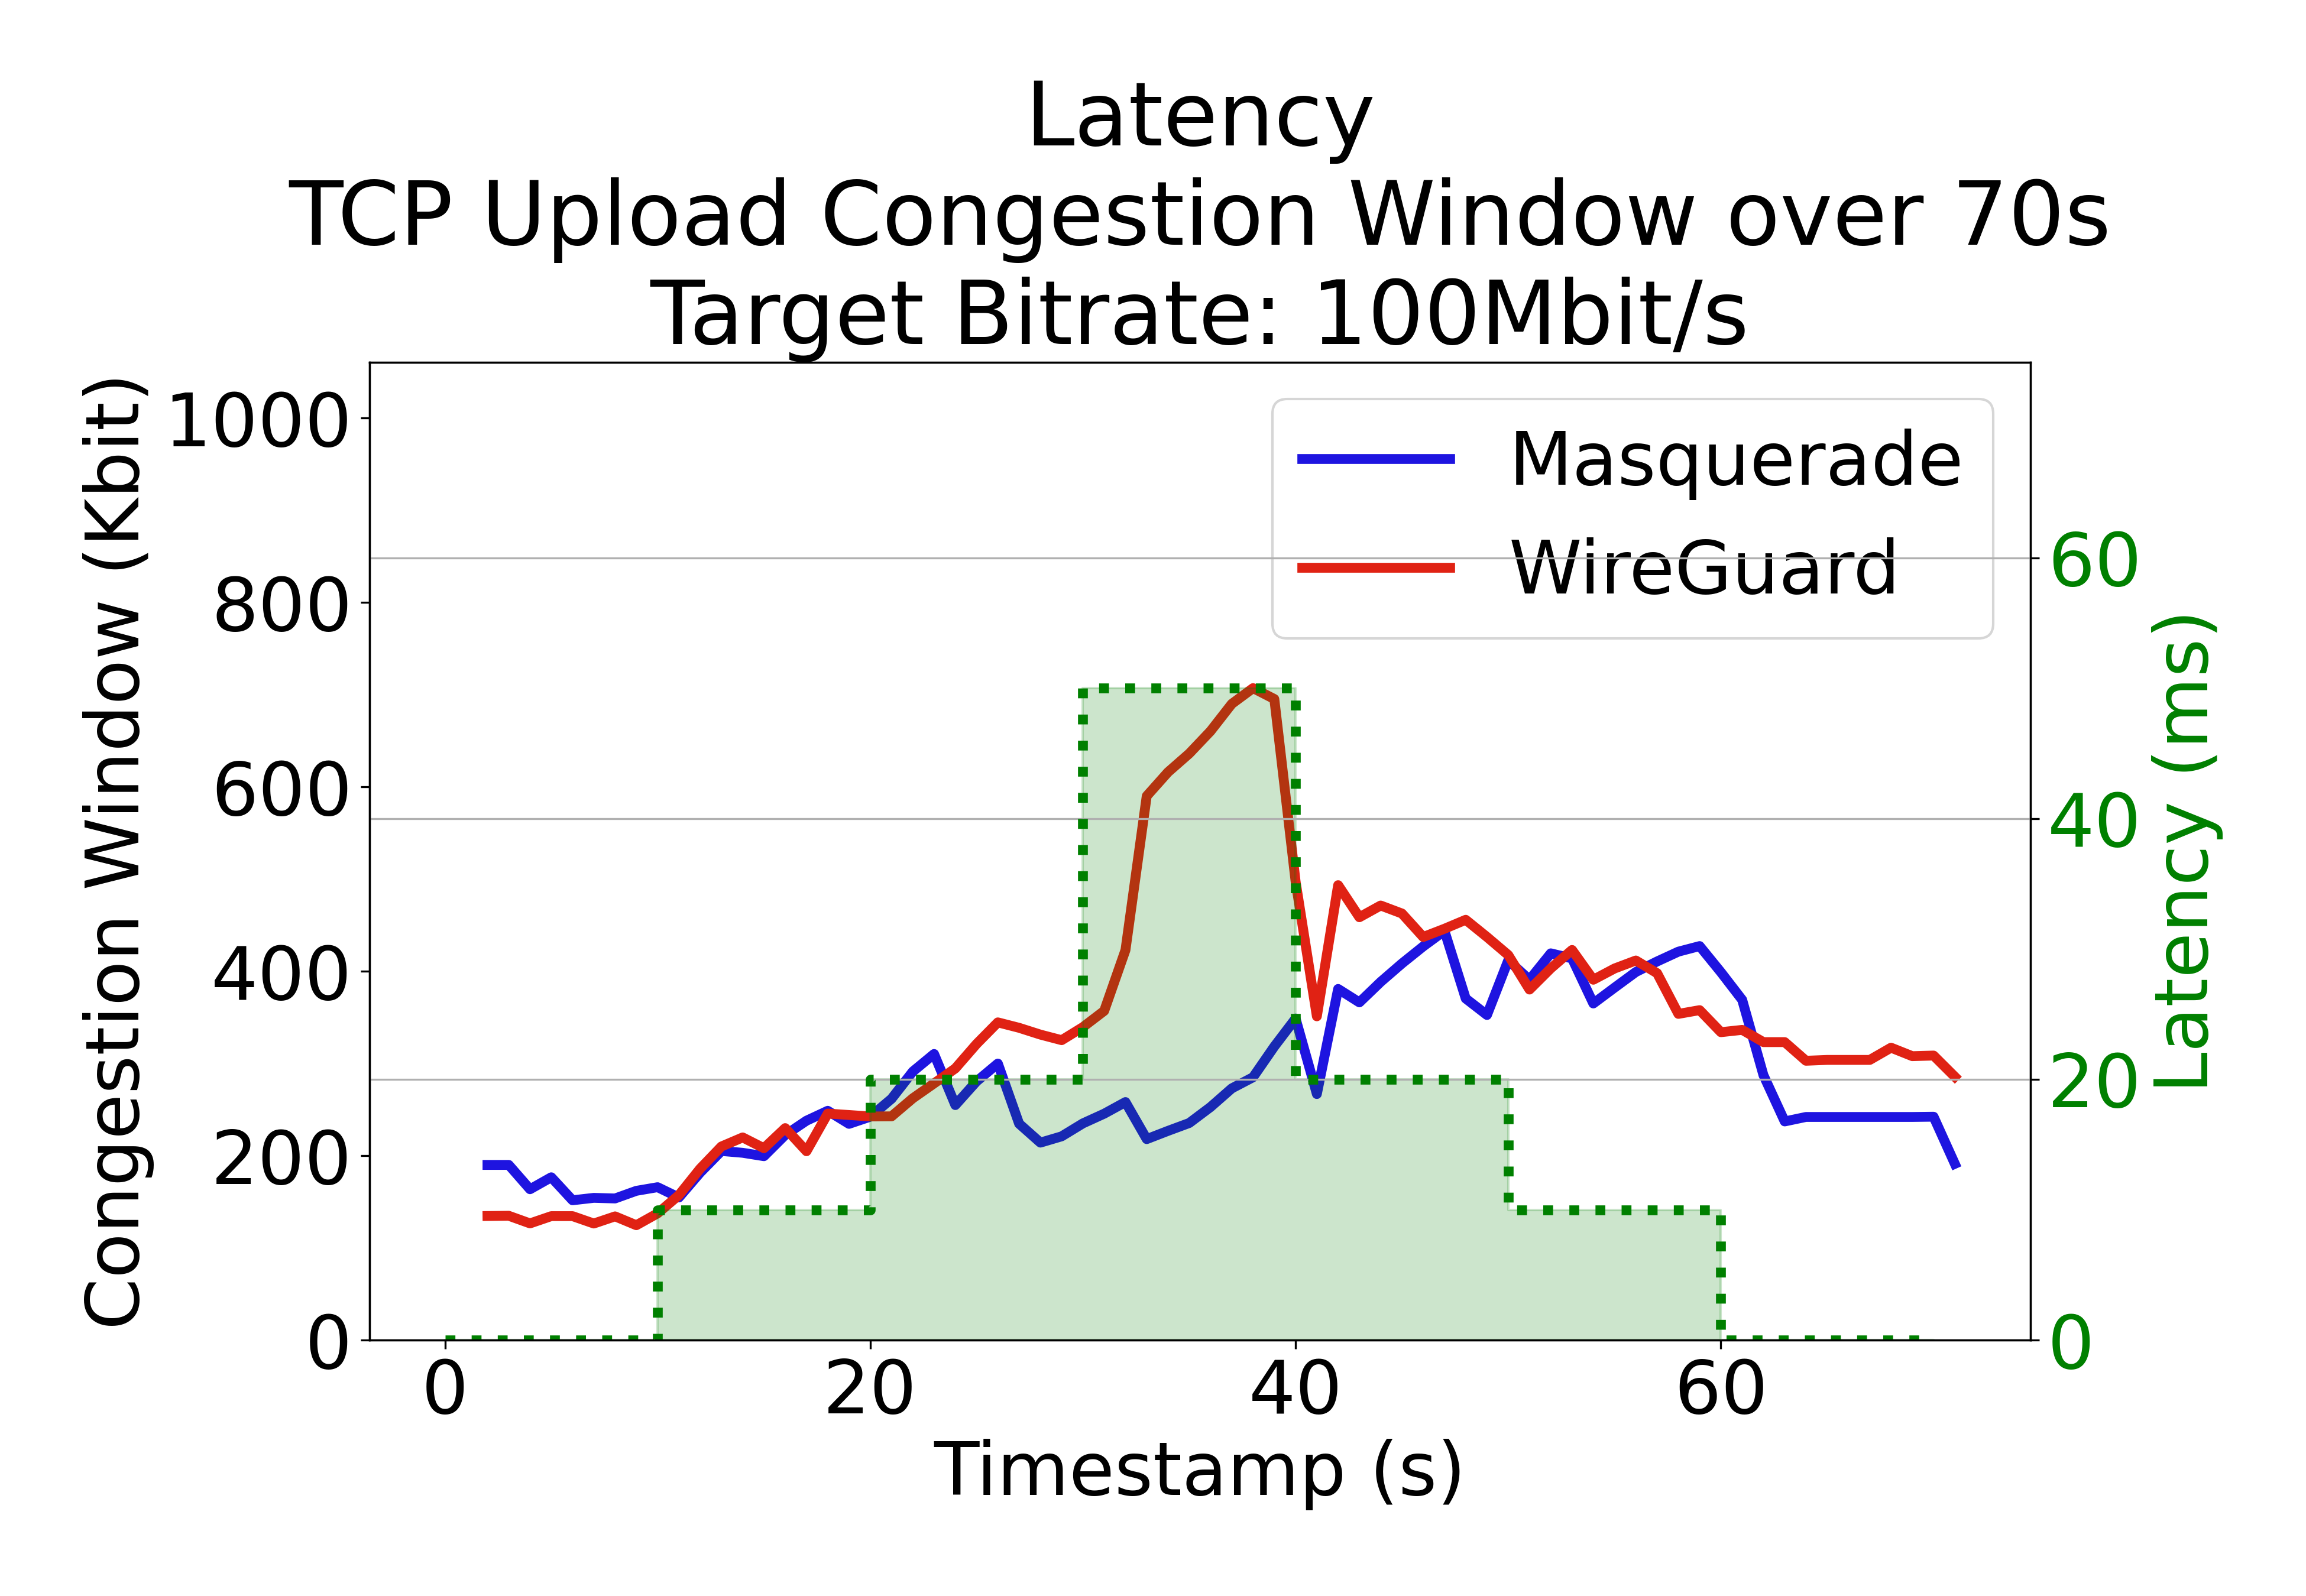 Latency
TCP Upload Congestion Window over 70s
Target Bitrate: 100Mbit/s
Congestion Window (Kbit)
1000
800
600
400
200
0
Masquerade
WireGuard
60
40
20
0
Latency (ms)
0 20 40 60
Timestamp (s)